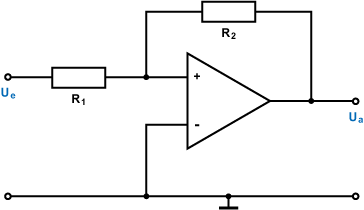 R₂
+
Uₑ
R₁
-
Uₐ